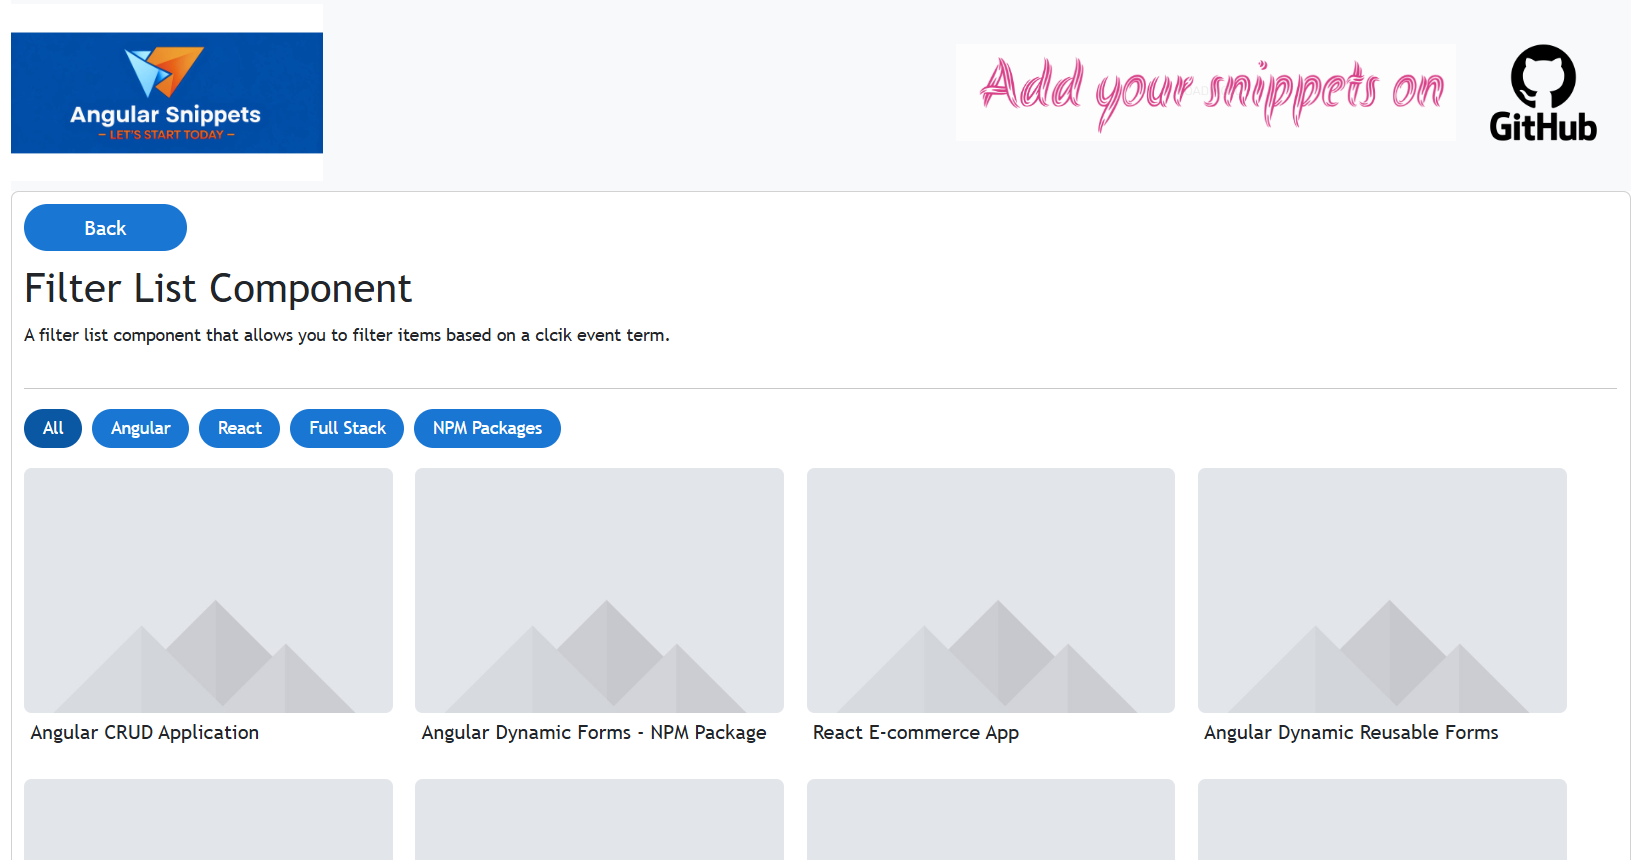 Angular Snippets
– LET'S START TODAY –
Add your snippets on
GitHub
Back
Filter List Component
A filter list component that allows you to filter items based on a clcik event term.
All
Angular
React
Full Stack
NPM Packages
Angular CRUD Application
Angular Dynamic Forms - NPM Package
React E-commerce App
Angular Dynamic Reusable Forms